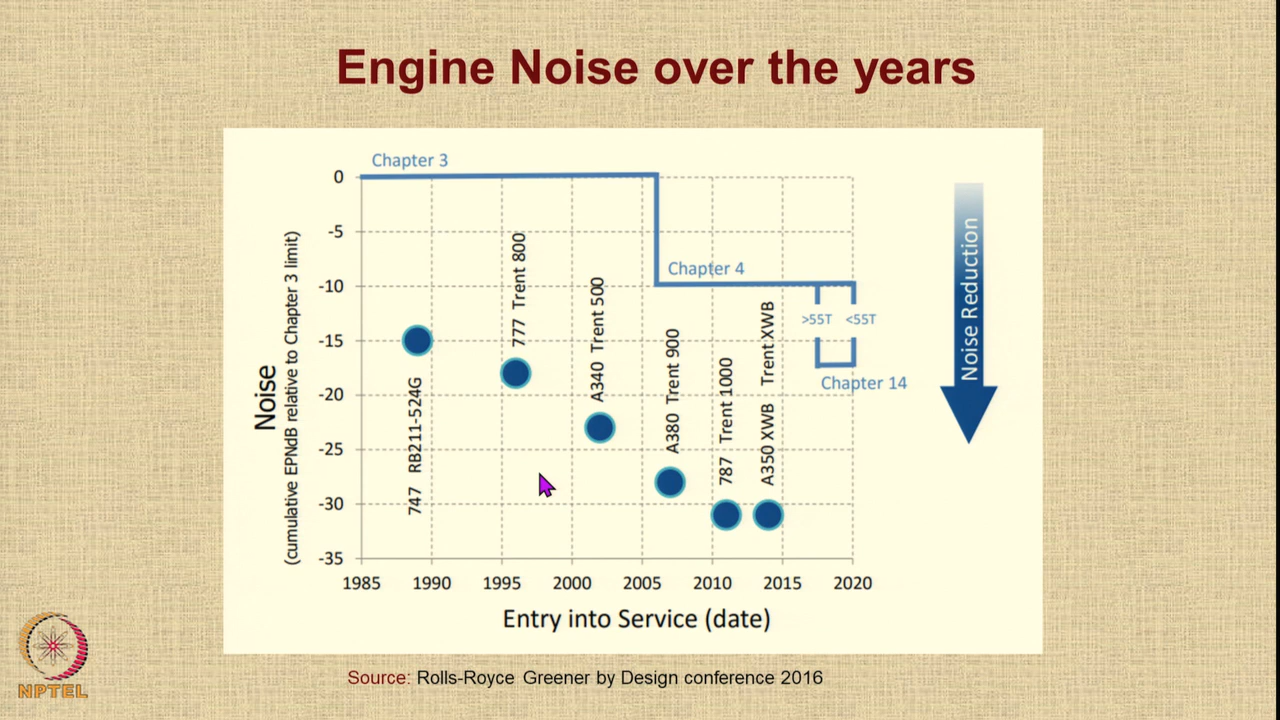 Engine Noise over the years
Chapter 3
0
-5
-10
-15
-20
-25
-30
-35
Noise
(cumulative EPNdB relative to Chapter 3 limit)
747 RB211-524G
777 Trent 800
A340 Trent 500
A380 Trent 900
787 Trent 1000
A350 XWB Trent XWB
Chapter 4
>55T <55T
Chapter 14
Noise Reduction
1985 1990 1995 2000 2005 2010 2015 2020
Entry into Service (date)
Source: Rolls-Royce Greener by Design conference 2016
NPTEL